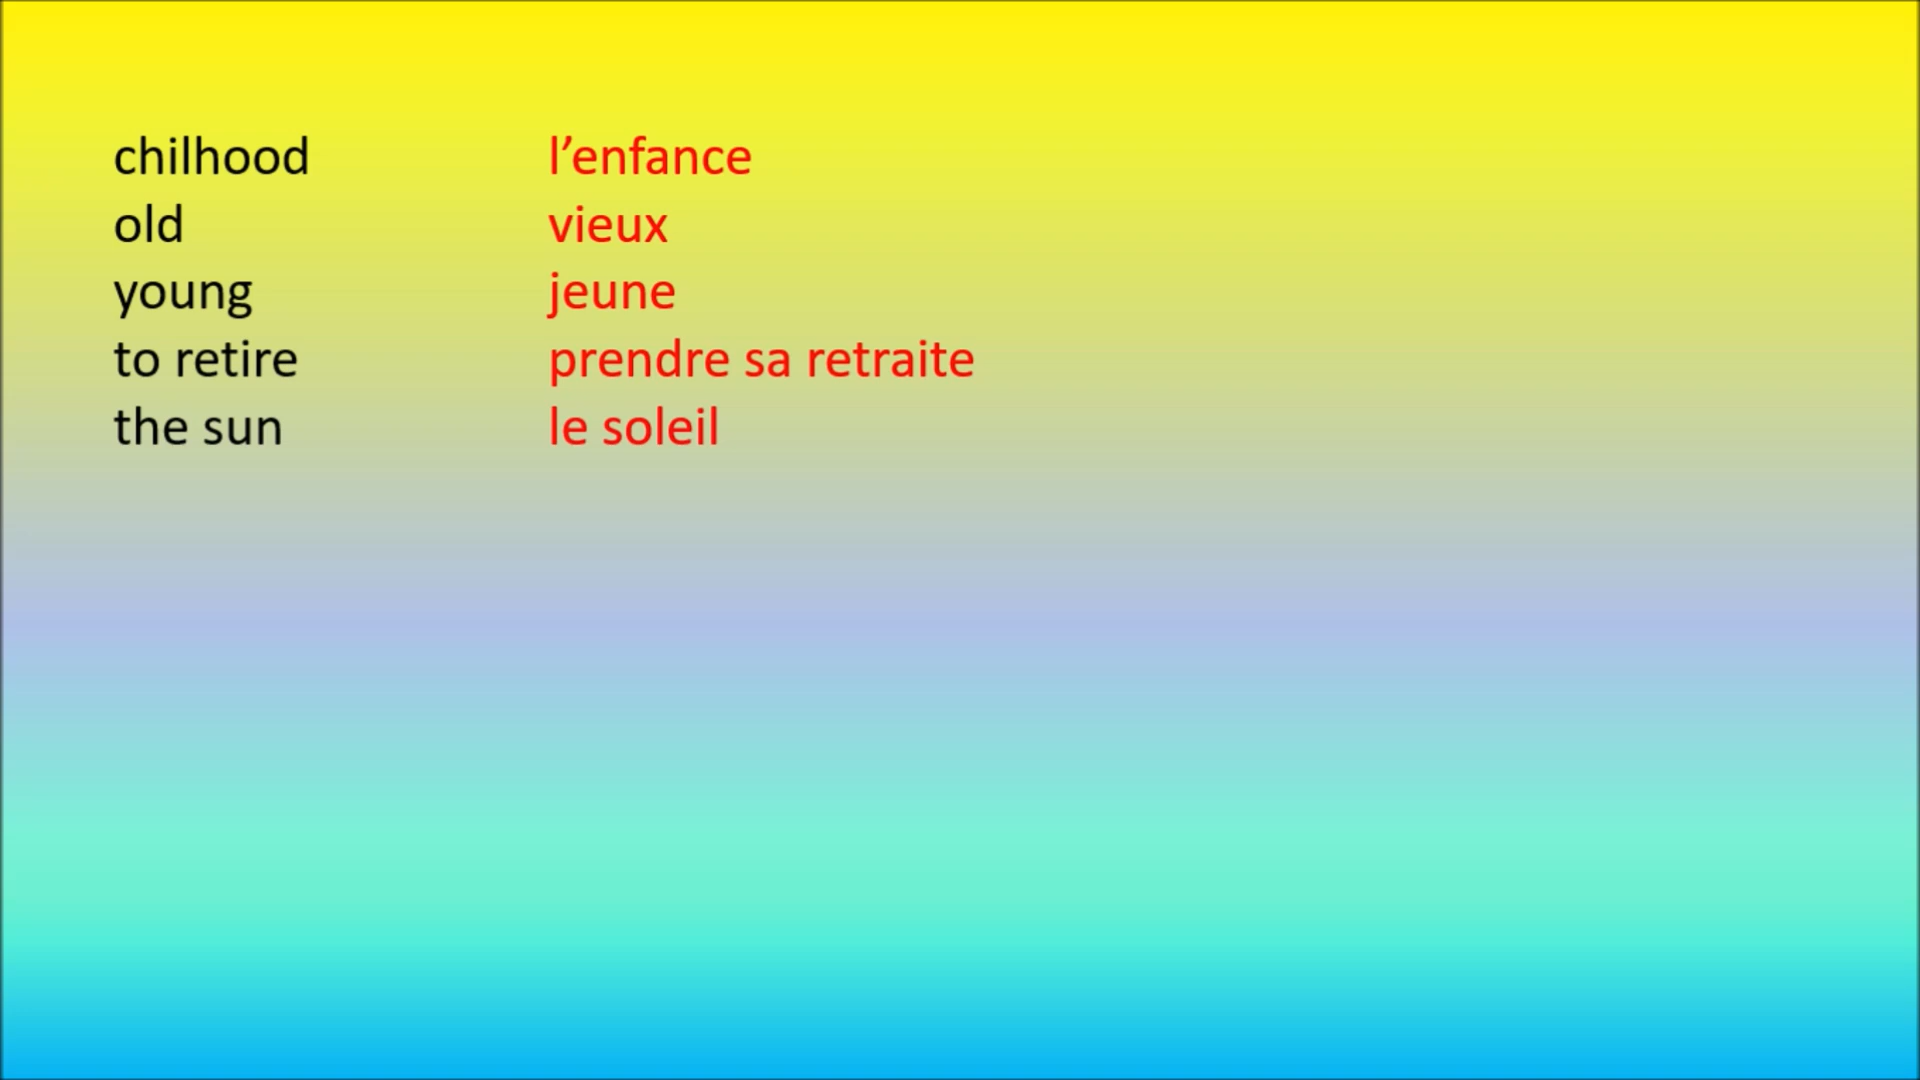 chilhood l’enfance
old vieux
young jeune
to retire prendre sa retraite
the sun le soleil